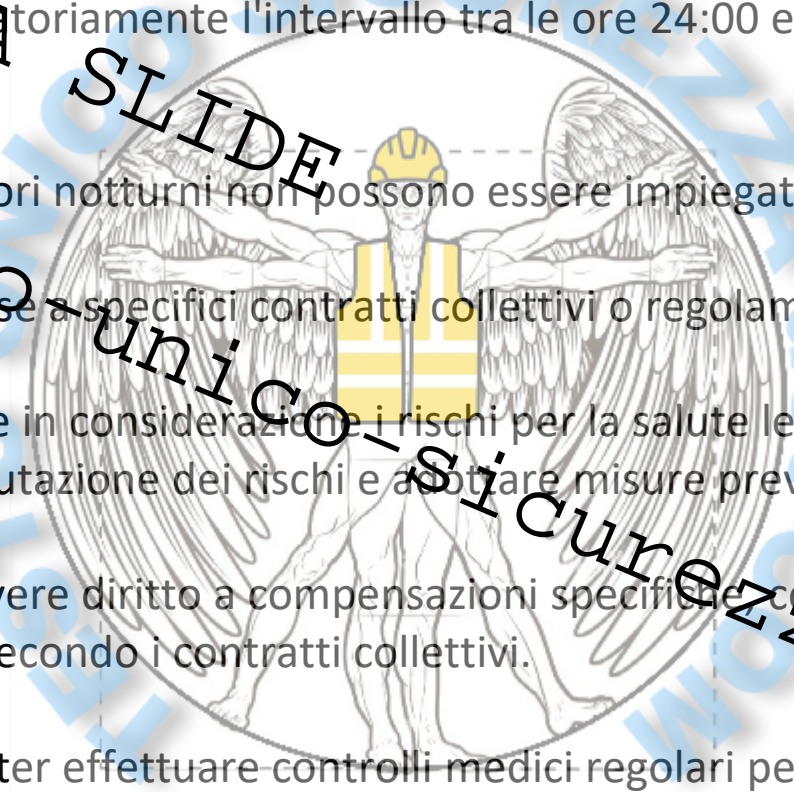 toriamente l'intervallo tra le ore 24:00 e
SLIDE
ori notturni non possono essere impiegat
se a specifici contratti collettivi o regolam
o-unico-sicurezz
e in considerazione i rischi per la salute le
utazione dei rischi e adottare misure prev
vere diritto a compensazioni specifiche, co
econdo i contratti collettivi.
ter effettuare controlli medici regolari pe